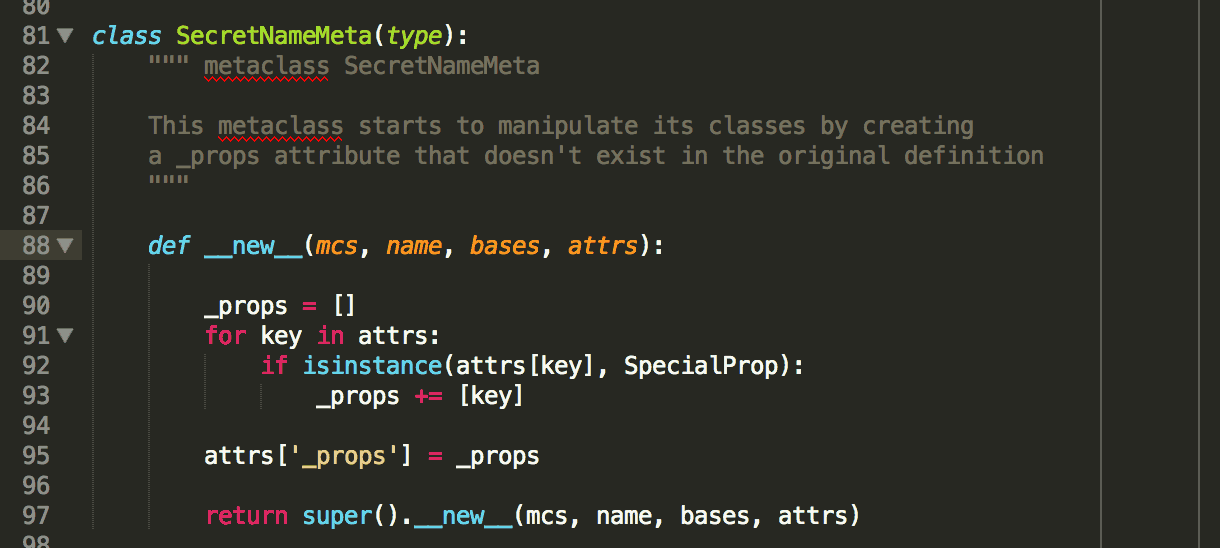 80
81 class SecretNameMeta(type):
82 """ metaclass SecretNameMeta
83
84 This metaclass starts to manipulate its classes by creating
85 a _props attribute that doesn't exist in the original definition
86 """
87
88 def __new__(mcs, name, bases, attrs):
89
90 _props = []
91 for key in attrs:
92 if isinstance(attrs[key], SpecialProp):
93 _props += [key]
94
95 attrs['_props'] = _props
96
97 return super().__new__(mcs, name, bases, attrs)
98